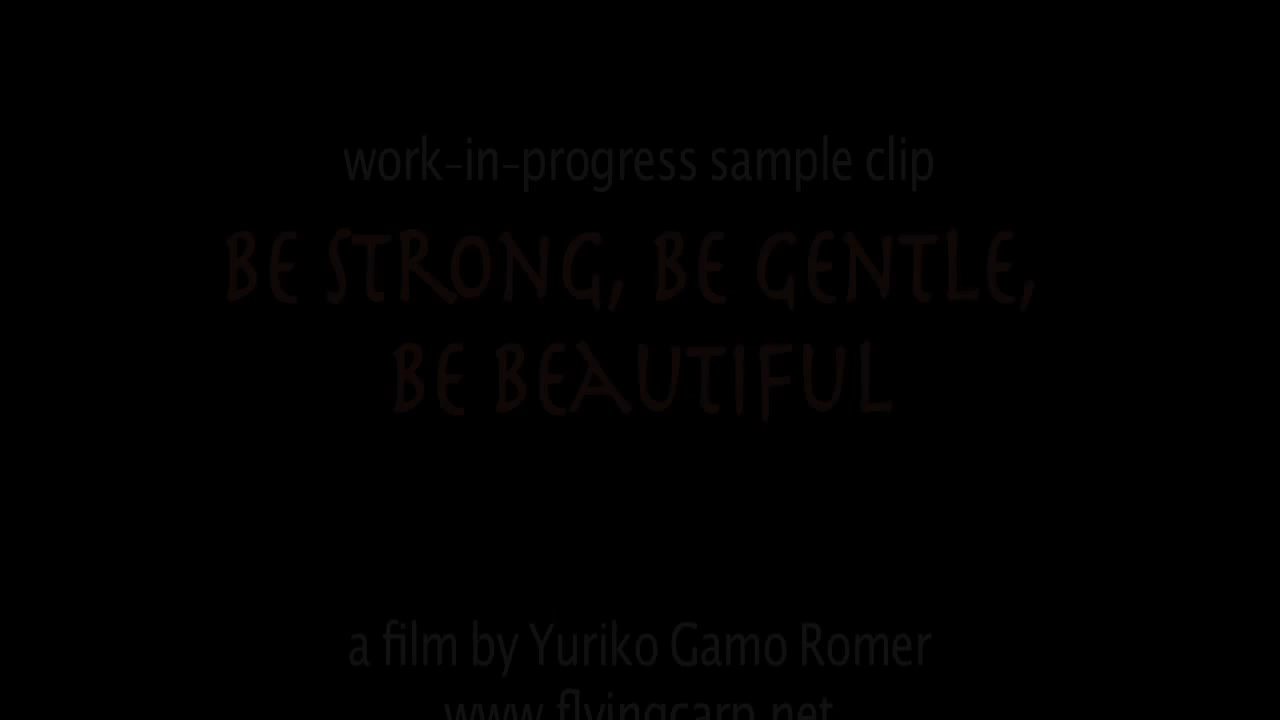 work-in-progress sample clip
BE STRONG, BE GENTLE,
BE BEAUTIFUL
a film by Yuriko Gamo Romer
www.flyingcarp.net